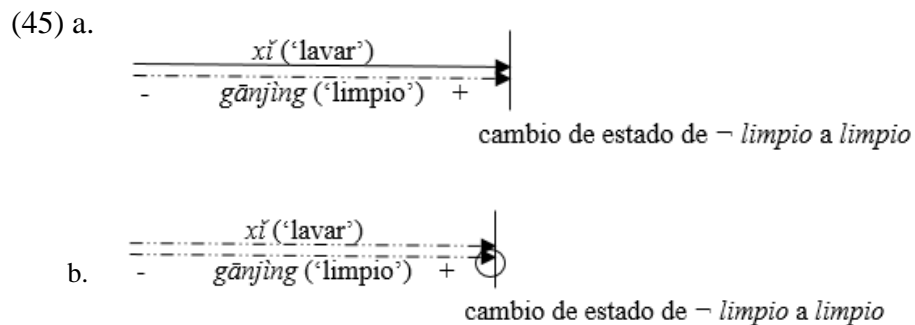 (45) a.
xǐ (‘lavar’)
- gānjìng (‘limpio’) +
cambio de estado de ¬ limpio a limpio
xǐ (‘lavar’)
b. - gānjìng (‘limpio’) +
cambio de estado de ¬ limpio a limpio